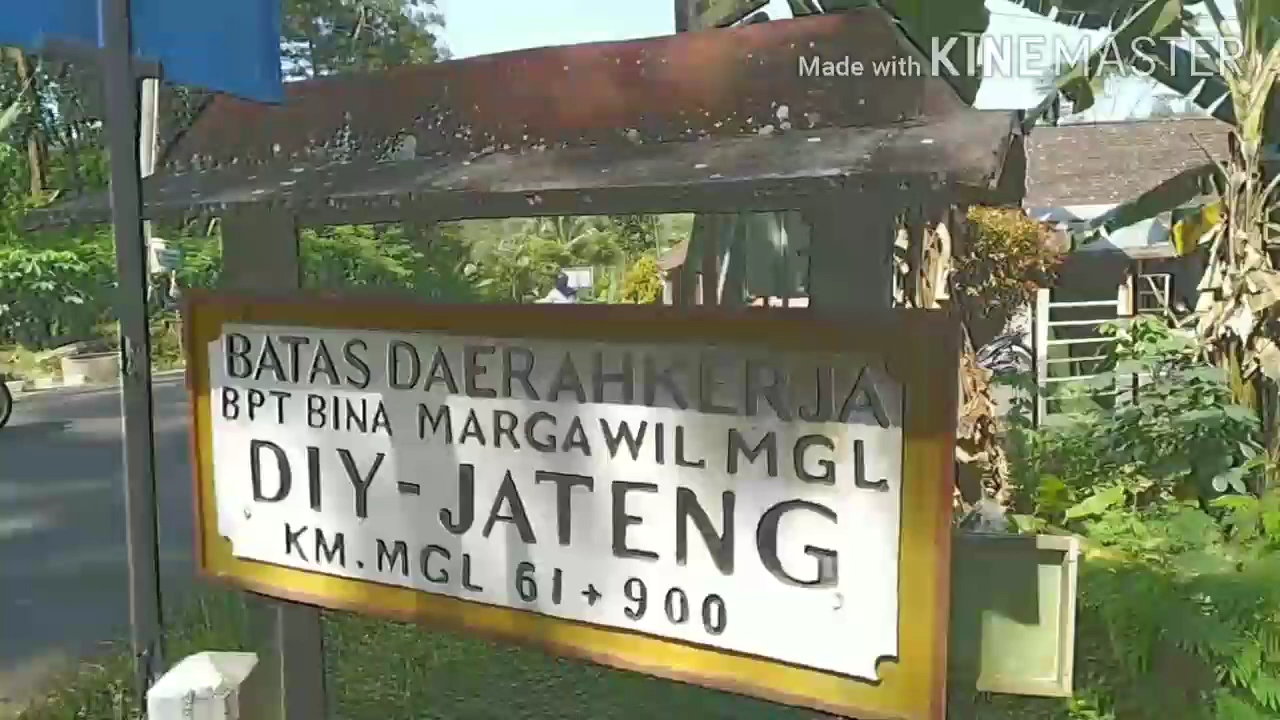 Made with KINEMASTER
BATAS DAERAHKERJA
BPT BINA MARGAWIL MGL
DIY-JATENG
KM. MGL 61+900